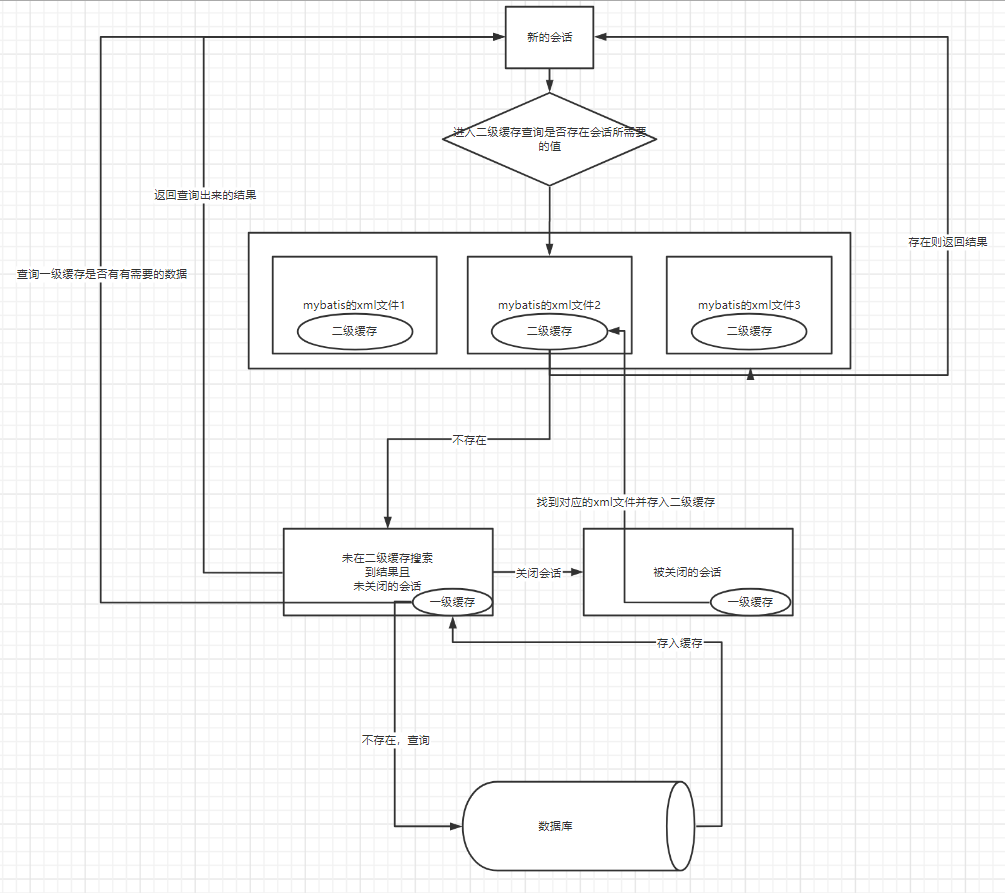 新的会话
进入二级缓存查询是否存在会话所需要
的值
返回查询出来的结果
存在则返回结果
查询一级缓存是否有有需要的数据
mybatis的xml文件1
二级缓存
mybatis的xml文件2
二级缓存
mybatis的xml文件3
二级缓存
不存在
找到对应的xml文件并存入二级缓存
未在二级缓存搜索
到结果且
未关闭的会话
一级缓存
关闭会话
被关闭的会话
一级缓存
存入缓存
不存在，查询
数据库